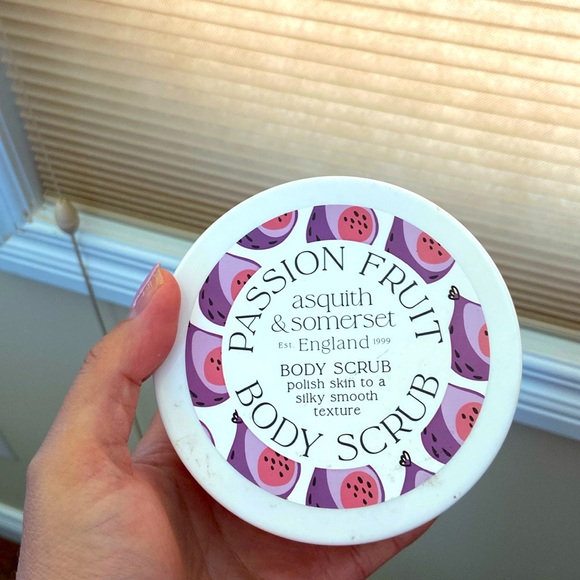 PASSION FRUIT
asquith
& somerset
Est. England 1999
BODY SCRUB
polish skin to a
silky smooth
texture
BODY SCRUB